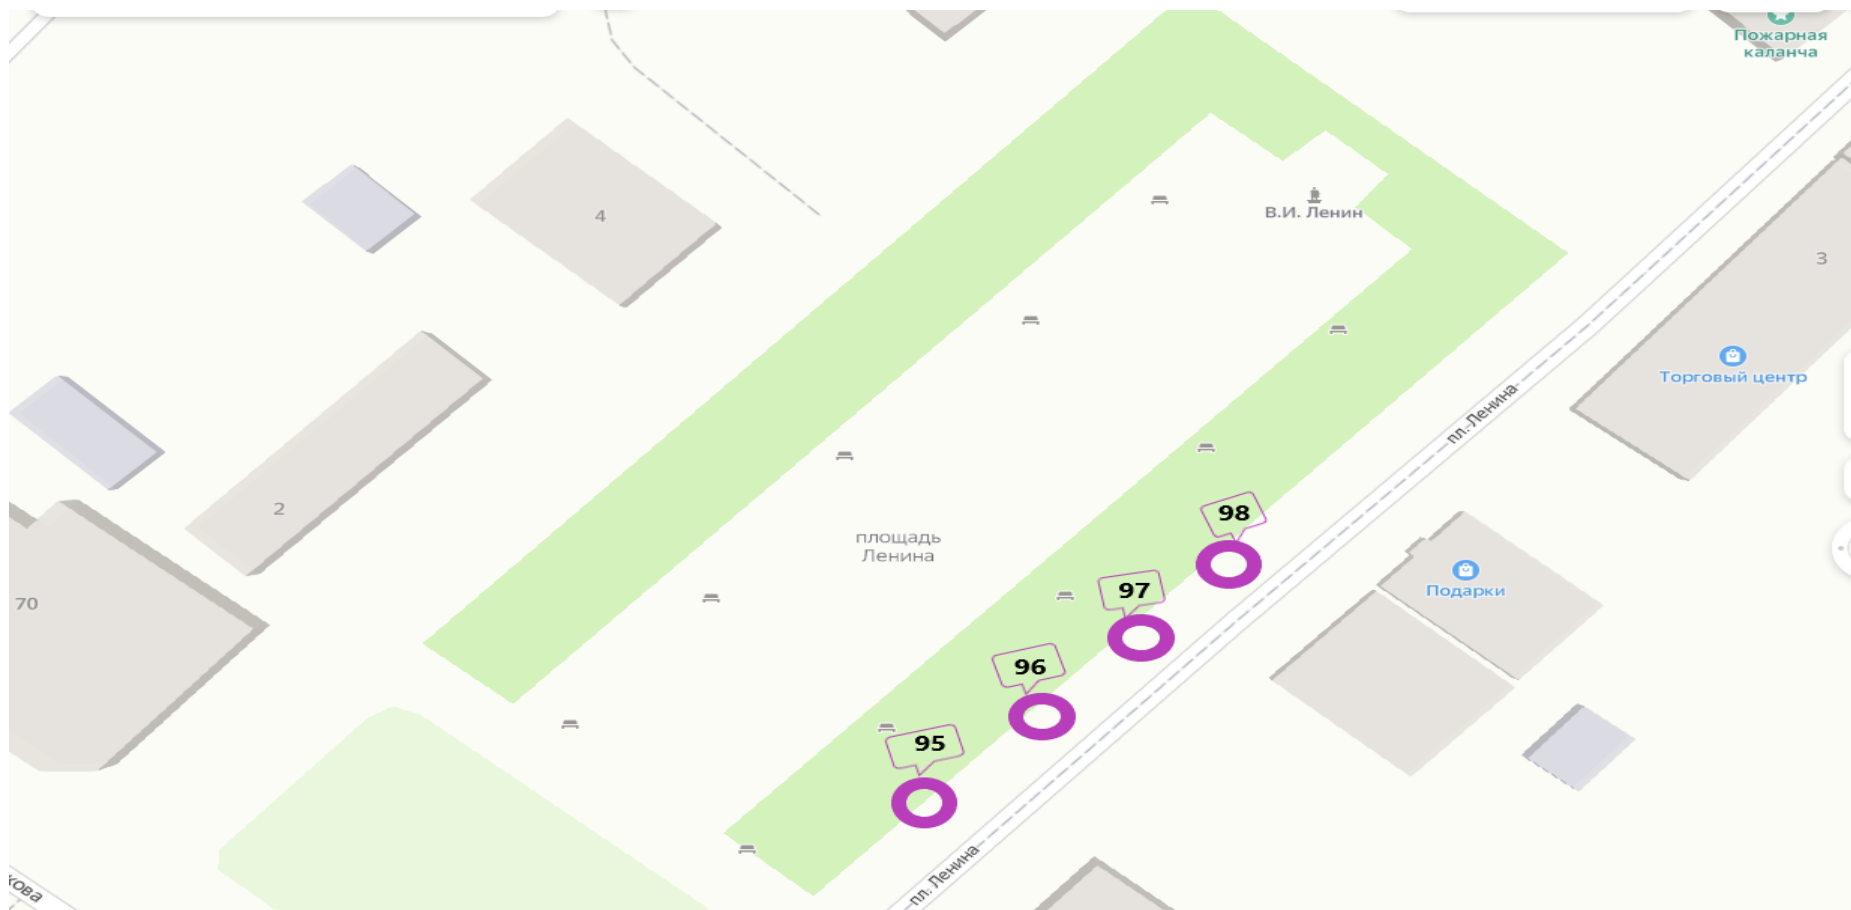 Пожарная
каланча
4
В.И. Ленин
3
Торговый центр
пл. Ленина
2
98
площадь
Ленина
97
Подарки
70
96
95
пл. Ленина